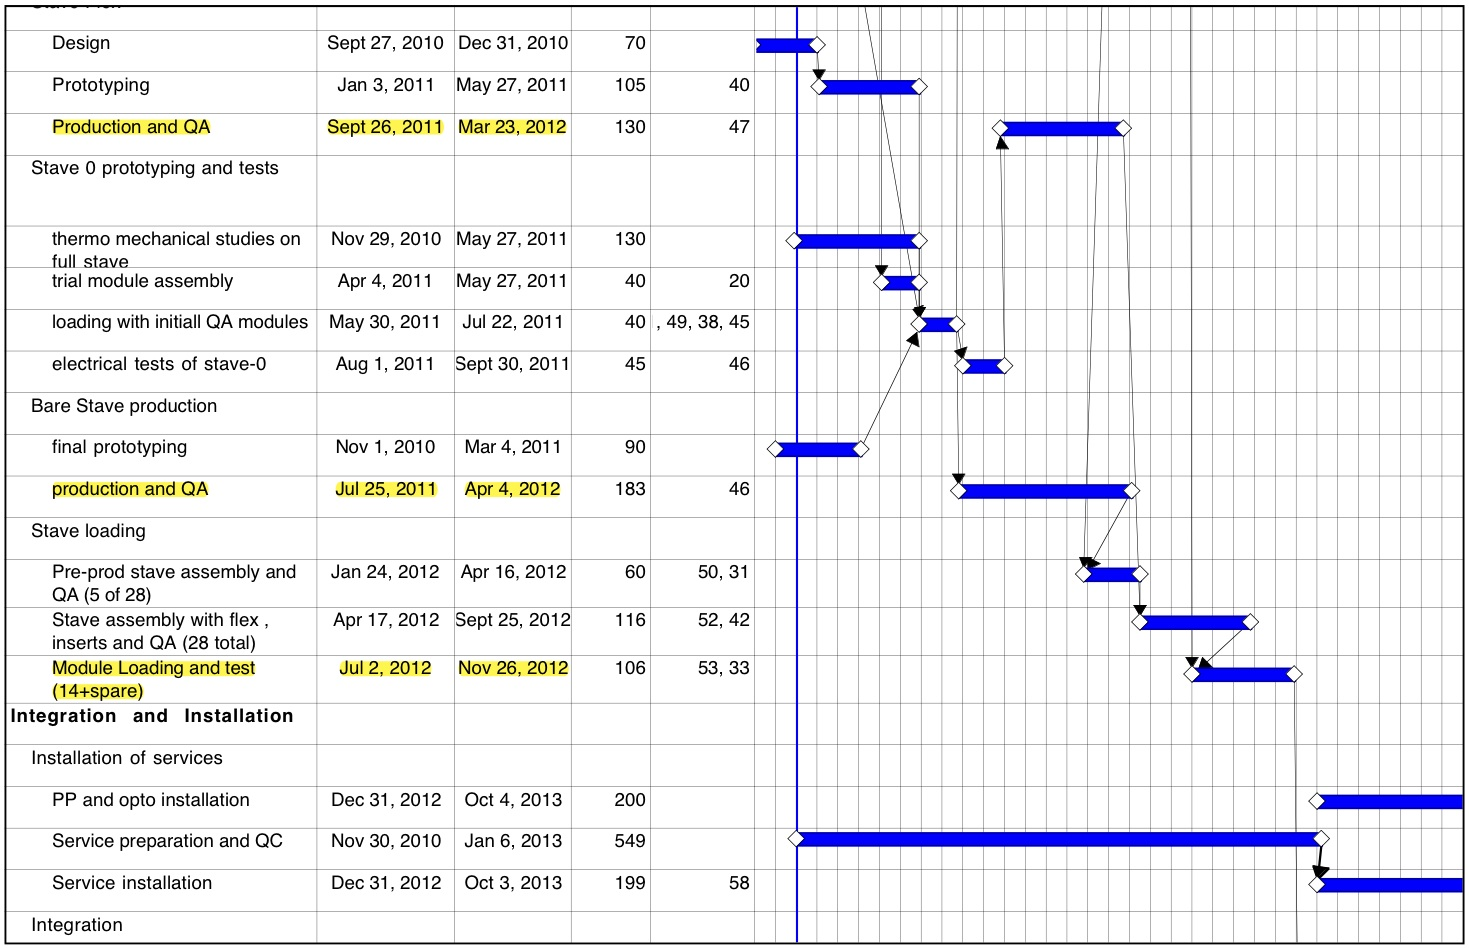 Design Sept 27, 2010 Dec 31, 2010 70
Prototyping Jan 3, 2011 May 27, 2011 105 40
Production and QA Sept 26, 2011 Mar 23, 2012 130 47
Stave 0 prototyping and tests
thermo mechanical studies on Nov 29, 2010 May 27, 2011 130
full stave
trial module assembly Apr 4, 2011 May 27, 2011 40 20
loading with initiall QA modules May 30, 2011 Jul 22, 2011 40 , 49, 38, 45
electrical tests of stave-0 Aug 1, 2011 Sept 30, 2011 45 46
Bare Stave production
final prototyping Nov 1, 2010 Mar 4, 2011 90
production and QA Jul 25, 2011 Apr 4, 2012 183 46
Stave loading
Pre-prod stave assembly and Jan 24, 2012 Apr 16, 2012 60 50, 31
QA (5 of 28)
Stave assembly with flex , Apr 17, 2012 Sept 25, 2012 116 52, 42
inserts and QA (28 total)
Module Loading and test Jul 2, 2012 Nov 26, 2012 106 53, 33
(14+spare)
Integration and Installation
Installation of services
PP and opto installation Dec 31, 2012 Oct 4, 2013 200
Service preparation and QC Nov 30, 2010 Jan 6, 2013 549
Service installation Dec 31, 2012 Oct 3, 2013 199 58
Integration